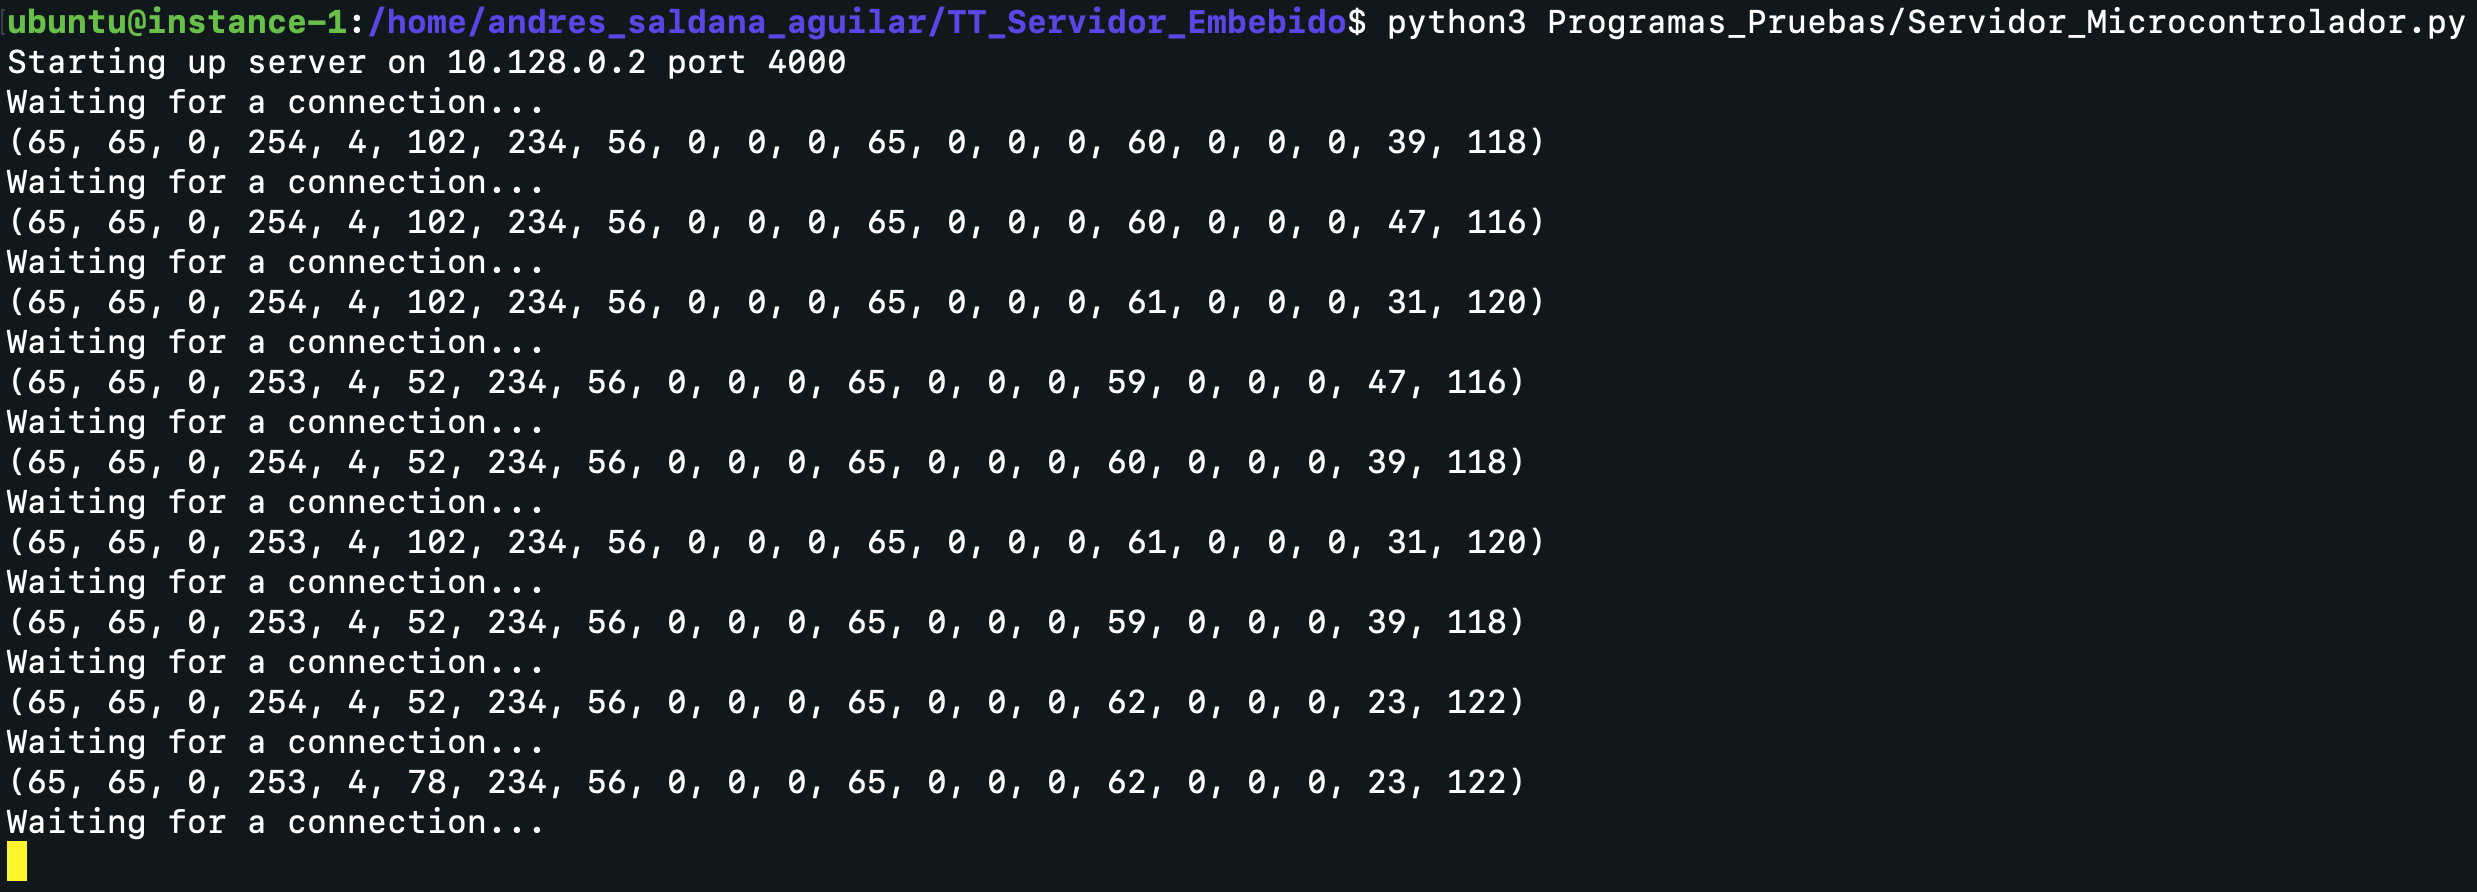 ubuntu@instance-1:/home/andres_saldana_aguilar/TT_Servidor_Embebido$ python3 Programas_Pruebas/Servidor_Microcontrolador.py
Starting up server on 10.128.0.2 port 4000
Waiting for a connection...
(65, 65, 0, 254, 4, 102, 234, 56, 0, 0, 0, 65, 0, 0, 0, 60, 0, 0, 0, 39, 118)
Waiting for a connection...
(65, 65, 0, 254, 4, 102, 234, 56, 0, 0, 0, 65, 0, 0, 0, 60, 0, 0, 0, 47, 116)
Waiting for a connection...
(65, 65, 0, 254, 4, 102, 234, 56, 0, 0, 0, 65, 0, 0, 0, 61, 0, 0, 0, 31, 120)
Waiting for a connection...
(65, 65, 0, 253, 4, 52, 234, 56, 0, 0, 0, 65, 0, 0, 0, 59, 0, 0, 0, 47, 116)
Waiting for a connection...
(65, 65, 0, 254, 4, 52, 234, 56, 0, 0, 0, 65, 0, 0, 0, 60, 0, 0, 0, 39, 118)
Waiting for a connection...
(65, 65, 0, 253, 4, 102, 234, 56, 0, 0, 0, 65, 0, 0, 0, 61, 0, 0, 0, 31, 120)
Waiting for a connection...
(65, 65, 0, 253, 4, 52, 234, 56, 0, 0, 0, 65, 0, 0, 0, 59, 0, 0, 0, 39, 118)
Waiting for a connection...
(65, 65, 0, 254, 4, 52, 234, 56, 0, 0, 0, 65, 0, 0, 0, 62, 0, 0, 0, 23, 122)
Waiting for a connection...
(65, 65, 0, 253, 4, 78, 234, 56, 0, 0, 0, 65, 0, 0, 0, 62, 0, 0, 0, 23, 122)
Waiting for a connection...